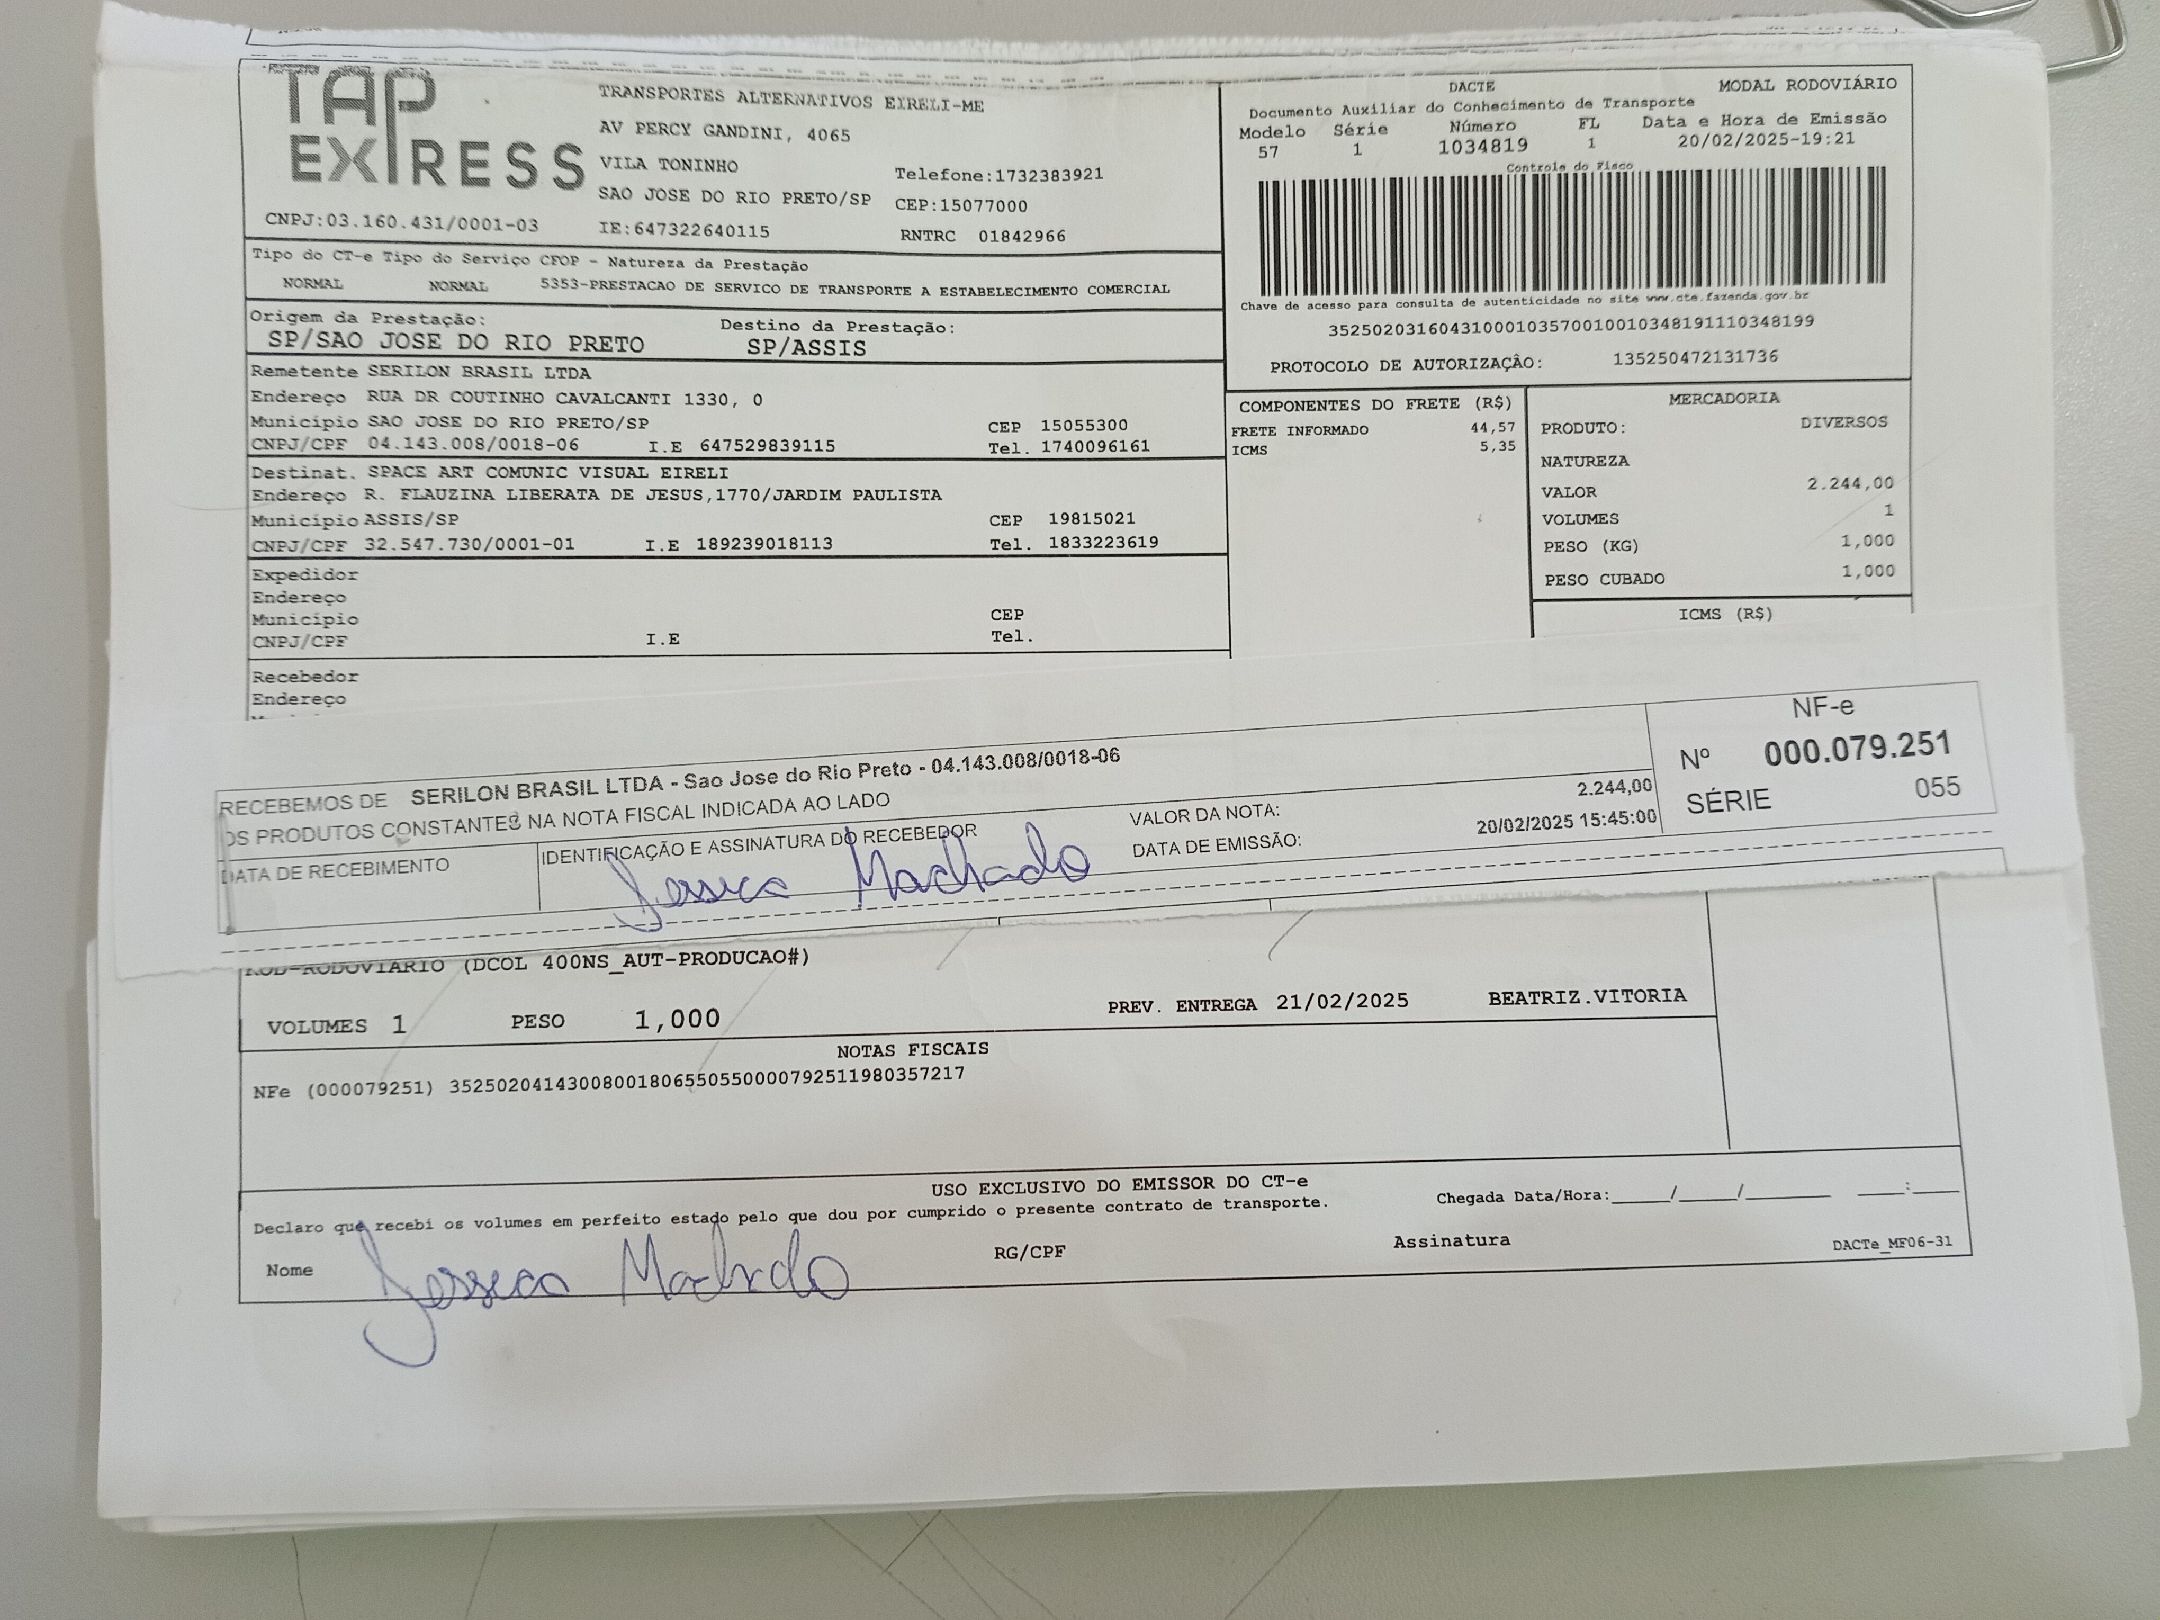 TAP EXPRESS
TRANSPORTES ALTERNATIVOS EIRELI-ME
AV PERCY GANDINI, 4065
VILA TONINHO
Telefone:1732383921
SAO JOSE DO RIO PRETO/SP CEP:15077000
CNPJ:03.160.431/0001-03 IE:647322640115 RNTRC 01842966
DACTE MODAL RODOVIÁRIO
Documento Auxiliar do Conhecimento de Transporte
Modelo Série Número FL Data e Hora de Emissão
57 1 1034819 1 20/02/2025-19:21
Controle do Fisco
Chave de acesso para consulta de autenticidade no site www.cte.fazenda.gov.br
35250203160431000103570010010348191110348199
PROTOCOLO DE AUTORIZAÇÂO: 135250472131736
Tipo do CT-e Tipo do Serviço CFOP - Natureza da Prestação
NORMAL NORMAL 5353-PRESTACAO DE SERVICO DE TRANSPORTE A ESTABELECIMENTO COMERCIAL
Origem da Prestação: Destino da Prestação:
SP/SAO JOSE DO RIO PRETO SP/ASSIS
Remetente SERILON BRASIL LTDA
Endereço RUA DR COUTINHO CAVALCANTI 1330, 0
Município SAO JOSE DO RIO PRETO/SP CEP 15055300
CNPJ/CPF 04.143.008/0018-06 I.E 647529839115 Tel. 1740096161
Destinat. SPACE ART COMUNIC VISUAL EIRELI
Endereço R. FLAUZINA LIBERATA DE JESUS,1770/JARDIM PAULISTA
Município ASSIS/SP CEP 19815021
CNPJ/CPF 32.547.730/0001-01 I.E 189239018113 Tel. 1833223619
Expedidor
Endereço
Município CEP
CNPJ/CPF I.E Tel.
Recebedor
Endereço
COMPONENTES DO FRETE (R$)
FRETE INFORMADO 44,57
ICMS 5,35
MERCADORIA
PRODUTO: DIVERSOS
NATUREZA
VALOR 2.244,00
VOLUMES 1
PESO (KG) 1,000
PESO CUBADO 1,000
ICMS (R$)
RECEBEMOS DE SERILON BRASIL LTDA - Sao Jose do Rio Preto - 04.143.008/0018-06
OS PRODUTOS CONSTANTES NA NOTA FISCAL INDICADA AO LADO
DATA DE RECEBIMENTO IDENTIFICAÇÃO E ASSINATURA DO RECEBEDOR
Jessica Machado
VALOR DA NOTA: 2.244,00
DATA DE EMISSÃO: 20/02/2025 15:45:00
NF-e
Nº 000.079.251
SÉRIE 055
ROD-RODOVIARIO (DCOL 400NS_AUT-PRODUCAO#)
VOLUMES 1 PESO 1,000 PREV. ENTREGA 21/02/2025 BEATRIZ.VITORIA
NOTAS FISCAIS
NFe (000079251) 35250204143008001806550550000792511980357217
USO EXCLUSIVO DO EMISSOR DO CT-e
Declaro que recebi os volumes em perfeito estado pelo que dou por cumprido o presente contrato de transporte.
Chegada Data/Hora:_____/_____/________ ____:____
Nome Jessica Machado RG/CPF Assinatura DACTe_MF06-31